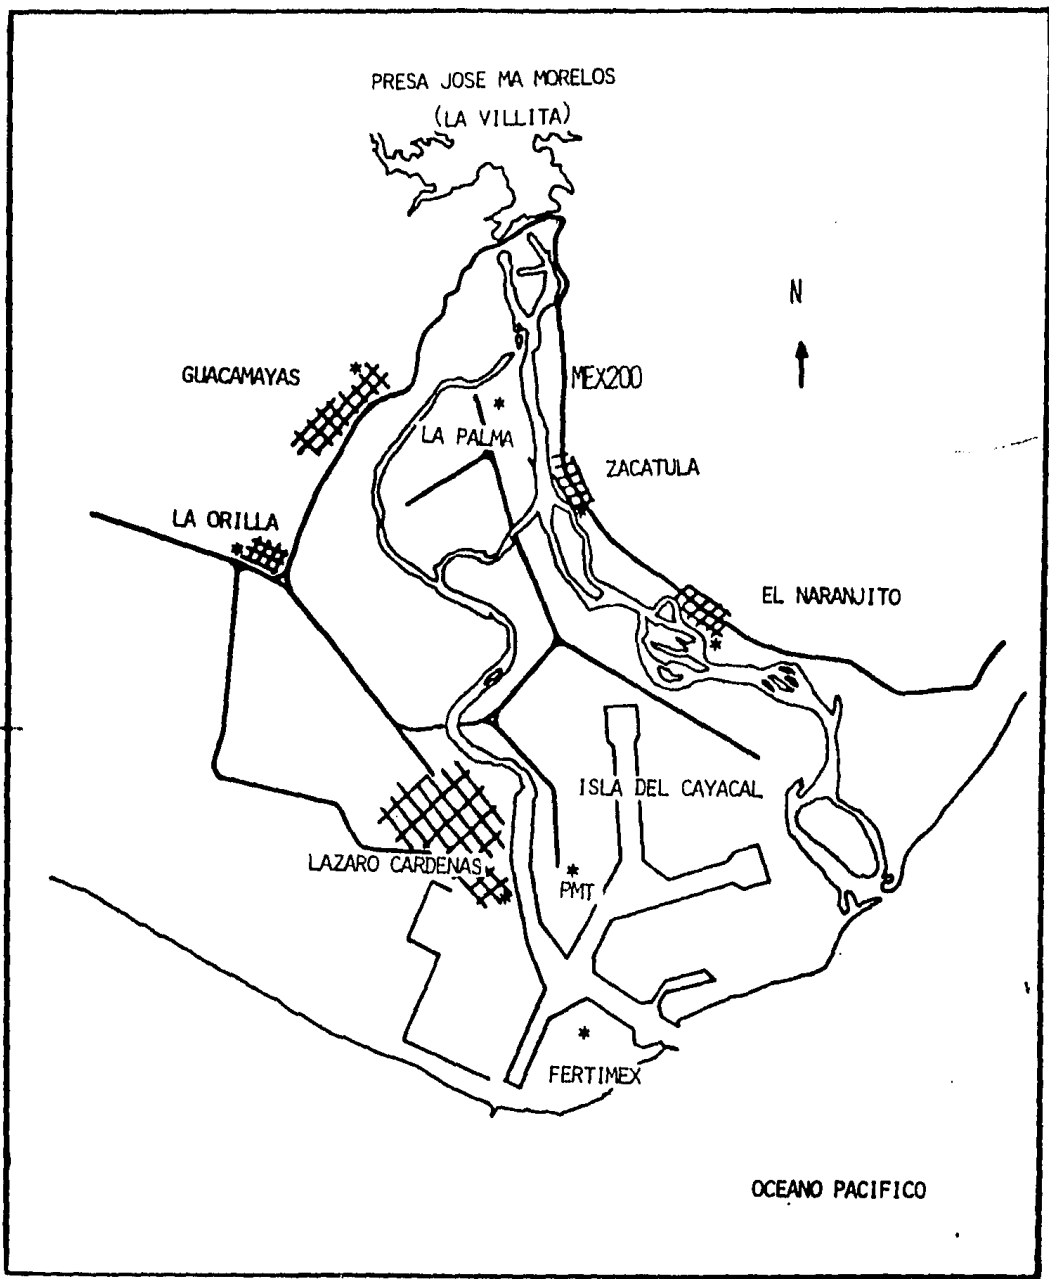 PRESA JOSE MA MORELOS
(LA VILLITA)
N
GUACAMAYAS
MEX200
LA PALMA
ZACATULA
LA ORILLA
EL NARANJITO
ISLA DEL CAYACAL
LAZARO CARDENAS
PMT
FERTIMEX
OCEANO PACIFICO